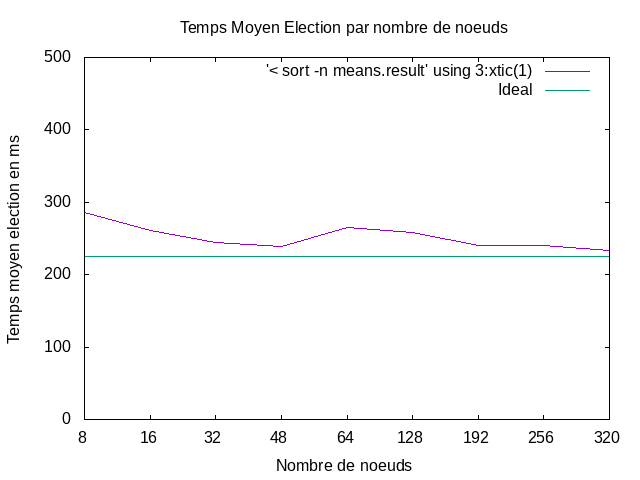 Temps Moyen Election par nombre de noeuds
500
400
300
200
100
0
Temps moyen election en ms
'< sort -n means.result' using 3:xtic(1)
Ideal
8 16 32 48 64 128 192 256 320
Nombre de noeuds